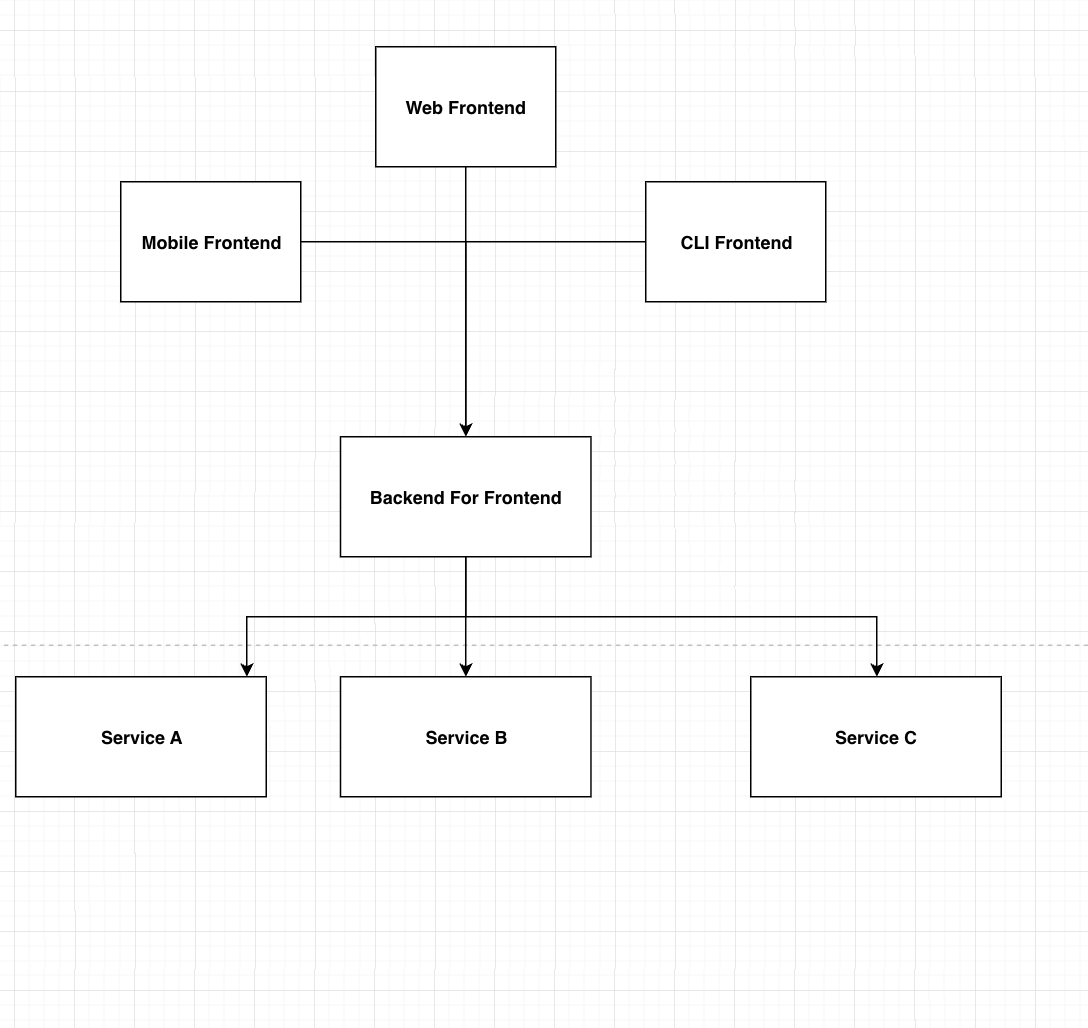 Web Frontend
Mobile Frontend
CLI Frontend
Backend For Frontend
Service A
Service B
Service C